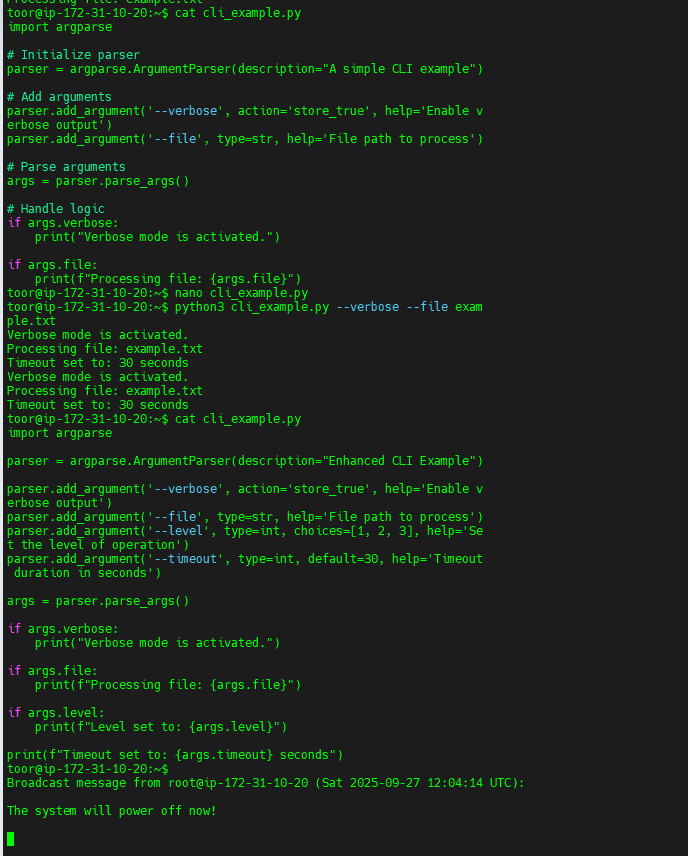 Processing file: example.txt
toor@ip-172-31-10-20:~$ cat cli_example.py
import argparse
# Initialize parser
parser = argparse.ArgumentParser(description="A simple CLI example")
# Add arguments
parser.add_argument('--verbose', action='store_true', help='Enable v
erbose output')
parser.add_argument('--file', type=str, help='File path to process')
# Parse arguments
args = parser.parse_args()
# Handle logic
if args.verbose:
    print("Verbose mode is activated.")
if args.file:
    print(f"Processing file: {args.file}")
toor@ip-172-31-10-20:~$ nano cli_example.py
toor@ip-172-31-10-20:~$ python3 cli_example.py --verbose --file exam
ple.txt
Verbose mode is activated.
Processing file: example.txt
Timeout set to: 30 seconds
Verbose mode is activated.
Processing file: example.txt
Timeout set to: 30 seconds
toor@ip-172-31-10-20:~$ cat cli_example.py
import argparse
parser = argparse.ArgumentParser(description="Enhanced CLI Example")
parser.add_argument('--verbose', action='store_true', help='Enable v
erbose output')
parser.add_argument('--file', type=str, help='File path to process')
parser.add_argument('--level', type=int, choices=[1, 2, 3], help='Se
t the level of operation')
parser.add_argument('--timeout', type=int, default=30, help='Timeout
 duration in seconds')
args = parser.parse_args()
if args.verbose:
    print("Verbose mode is activated.")
if args.file:
    print(f"Processing file: {args.file}")
if args.level:
    print(f"Level set to: {args.level}")
print(f"Timeout set to: {args.timeout} seconds")
toor@ip-172-31-10-20:~$
Broadcast message from root@ip-172-31-10-20 (Sat 2025-09-27 12:04:14 UTC):
The system will power off now!